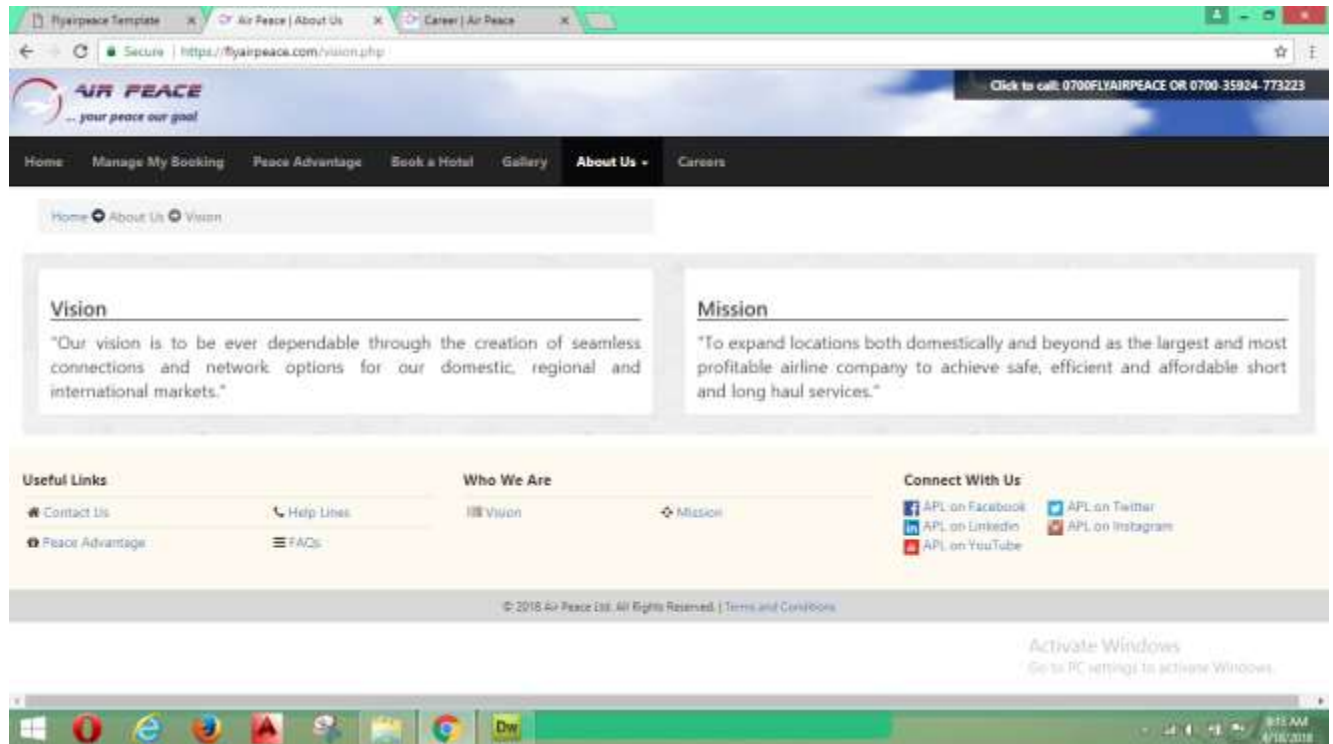 Flyairpeace Template
Air Peace | About Us
Career | Air Peace
Secure | https://flyairpeace.com/vision.php
AIR PEACE
... your peace our goal
Click to call: 0700FLYAIRPEACE OR 0700-35924-773223
Home Manage My Booking Peace Advantage Book a Hotel Gallery About Us Careers
Home About Us Vision
Vision
"Our vision is to be ever dependable through the creation of seamless
connections and network options for our domestic, regional and
international markets."
Mission
"To expand locations both domestically and beyond as the largest and most
profitable airline company to achieve safe, efficient and affordable short
and long haul services."
Useful Links
Contact Us Help Lines
Peace Advantage FAQs
Who We Are
Vision Mission
Connect With Us
APL on Facebook APL on Twitter
APL on Linkedin APL on Instagram
APL on YouTube
© 2018 Air Peace Ltd. All Rights Reserved. | Terms and Conditions
Activate Windows
Go to PC settings to activate Windows.
Dw
AM